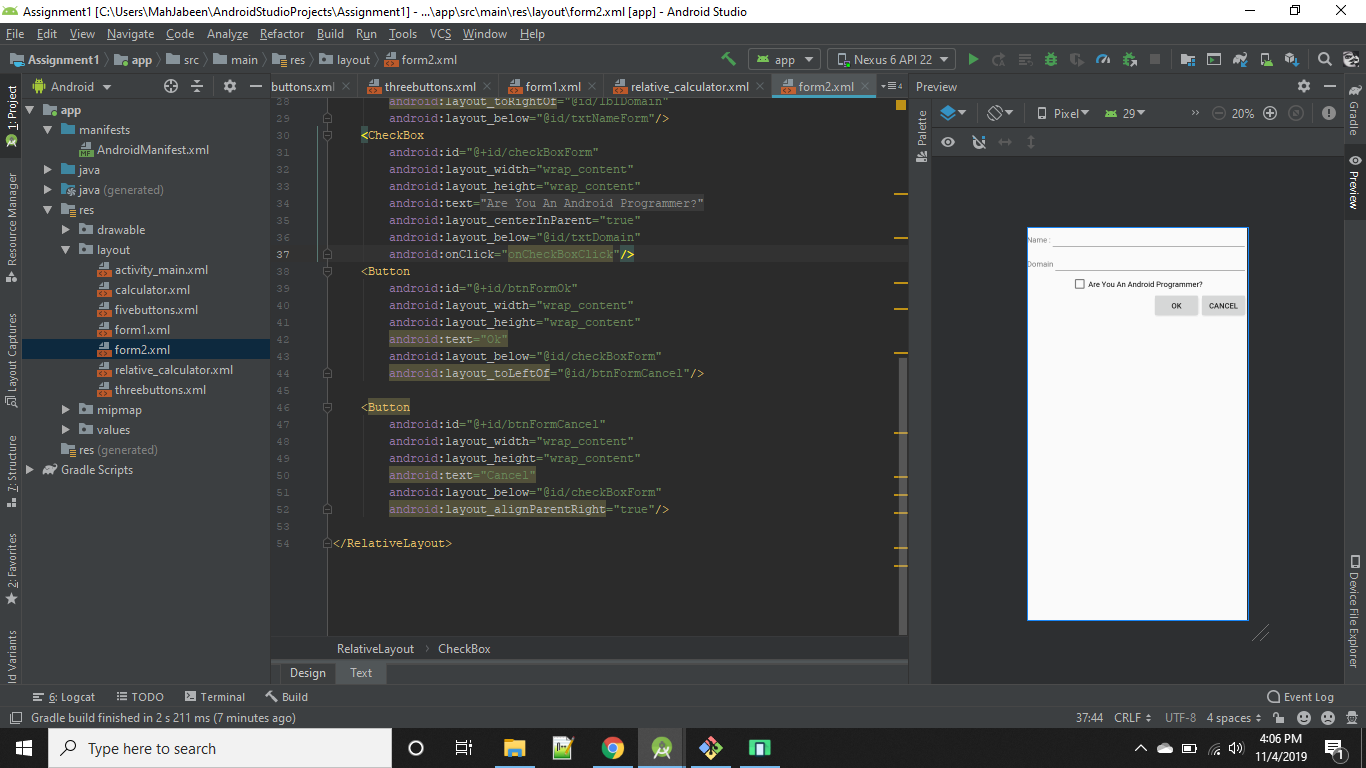 Assignment1 [C:\Users\MahJabeen\AndroidStudioProjects\Assignment1] - ...\app\src\main\res\layout\form2.xml [app] - Android Studio
File Edit View Navigate Code Analyze Refactor Build Run Tools VCS Window Help
Assignment1 app src main res layout form2.xml app Nexus 6 API 22
Android buttons.xml threebuttons.xml form1.xml relative_calculator.xml form2.xml 4 Preview
1: Project
Resource Manager
Layout Captures
7: Structure
2: Favorites
ld Variants
app
manifests
AndroidManifest.xml
java
java (generated)
res
drawable
layout
activity_main.xml
calculator.xml
fivebuttons.xml
form1.xml
form2.xml
relative_calculator.xml
threebuttons.xml
mipmap
values
res (generated)
Gradle Scripts
28 android:layout_toRightOf="@id/lblDomain"
29 android:layout_below="@id/txtNameForm"/>
30 <CheckBox
31 android:id="@+id/checkBoxForm"
32 android:layout_width="wrap_content"
33 android:layout_height="wrap_content"
34 android:text="Are You An Android Programmer?"
35 android:layout_centerInParent="true"
36 android:layout_below="@id/txtDomain"
37 android:onClick="onCheckBoxClick"/>
38 <Button
39 android:id="@+id/btnFormOk"
40 android:layout_width="wrap_content"
41 android:layout_height="wrap_content"
42 android:text="Ok"
43 android:layout_below="@id/checkBoxForm"
44 android:layout_toLeftOf="@id/btnFormCancel"/>
45
46 <Button
47 android:id="@+id/btnFormCancel"
48 android:layout_width="wrap_content"
49 android:layout_height="wrap_content"
50 android:text="Cancel"
51 android:layout_below="@id/checkBoxForm"
52 android:layout_alignParentRight="true"/>
53
54 </RelativeLayout>
RelativeLayout CheckBox
Design Text
Palette
Pixel 29 20%
Name :
Domain
Are You An Android Programmer?
OK CANCEL
Gradle
Preview
Device File Explorer
6: Logcat TODO Terminal Build Event Log
Gradle build finished in 2 s 211 ms (7 minutes ago) 37:44 CRLF UTF-8 4 spaces
Type here to search
4:06 PM
11/4/2019
1